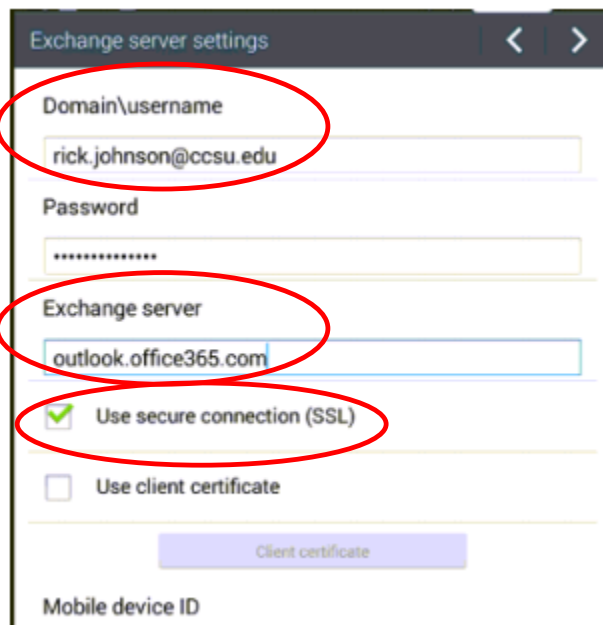 Exchange server settings
Domain\username
rick.johnson@ccsu.edu
Password
••••••••••••••
Exchange server
outlook.office365.com
Use secure connection (SSL)
Use client certificate
Client certificate
Mobile device ID